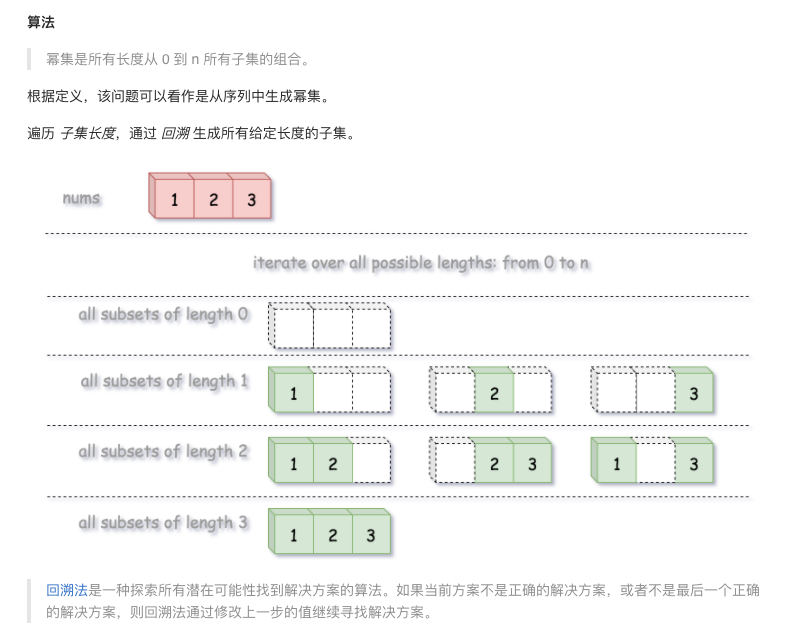 算法
幂集是所有长度从 0 到 n 所有子集的组合。
根据定义，该问题可以看作是从序列中生成幂集。
遍历 子集长度，通过 回溯 生成所有给定长度的子集。
nums 1 2 3
iterate over all possible lengths: from 0 to n
all subsets of length 0
all subsets of length 1 1 2 3
all subsets of length 2 1 2 2 3 1 3
all subsets of length 3 1 2 3
回溯法是一种探索所有潜在可能性找到解决方案的算法。如果当前方案不是正确的解决方案，或者不是最后一个正确
的解决方案，则回溯法通过修改上一步的值继续寻找解决方案。